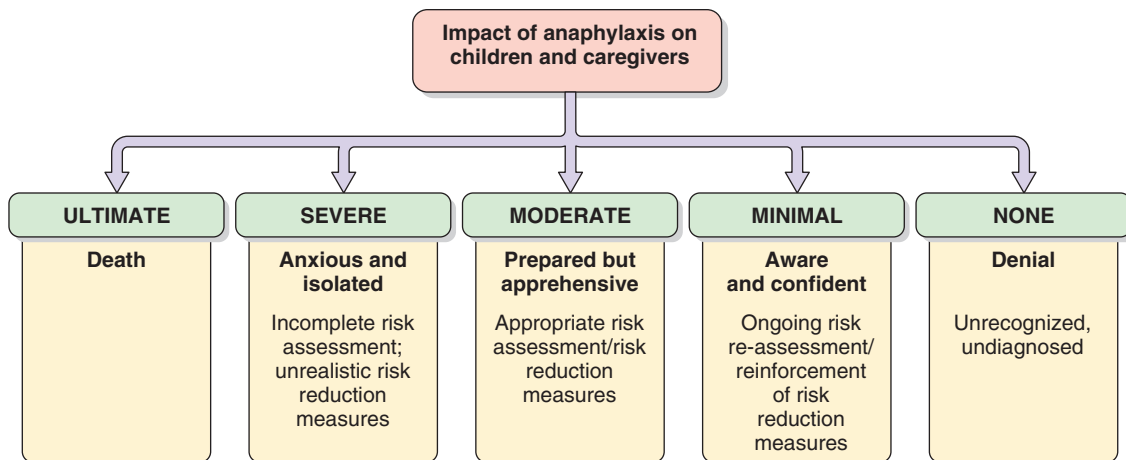 Impact of anaphylaxis on
children and caregivers
ULTIMATE
Death
SEVERE
Anxious and
isolated
Incomplete risk
assessment;
unrealistic risk
reduction
measures
MODERATE
Prepared but
apprehensive
Appropriate risk
assessment/risk
reduction
measures
MINIMAL
Aware
and confident
Ongoing risk
re-assessment/
reinforcement
of risk
reduction
measures
NONE
Denial
Unrecognized,
undiagnosed